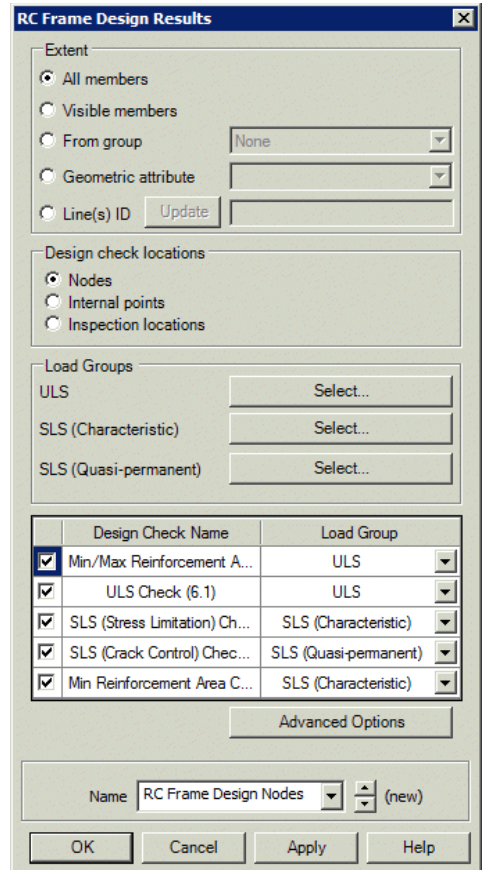 RC Frame Design Results
Extent
All members
Visible members
From group None
Geometric attribute
Line(s) ID Update
Design check locations
Nodes
Internal points
Inspection locations
Load Groups
ULS Select...
SLS (Characteristic) Select...
SLS (Quasi-permanent) Select...
Design Check Name Load Group
Min/Max Reinforcement A... ULS
ULS Check (6.1) ULS
SLS (Stress Limitation) Ch... SLS (Characteristic)
SLS (Crack Control) Chec... SLS (Quasi-permanent)
Min Reinforcement Area C... SLS (Characteristic)
Advanced Options
Name RC Frame Design Nodes (new)
OK Cancel Apply Help